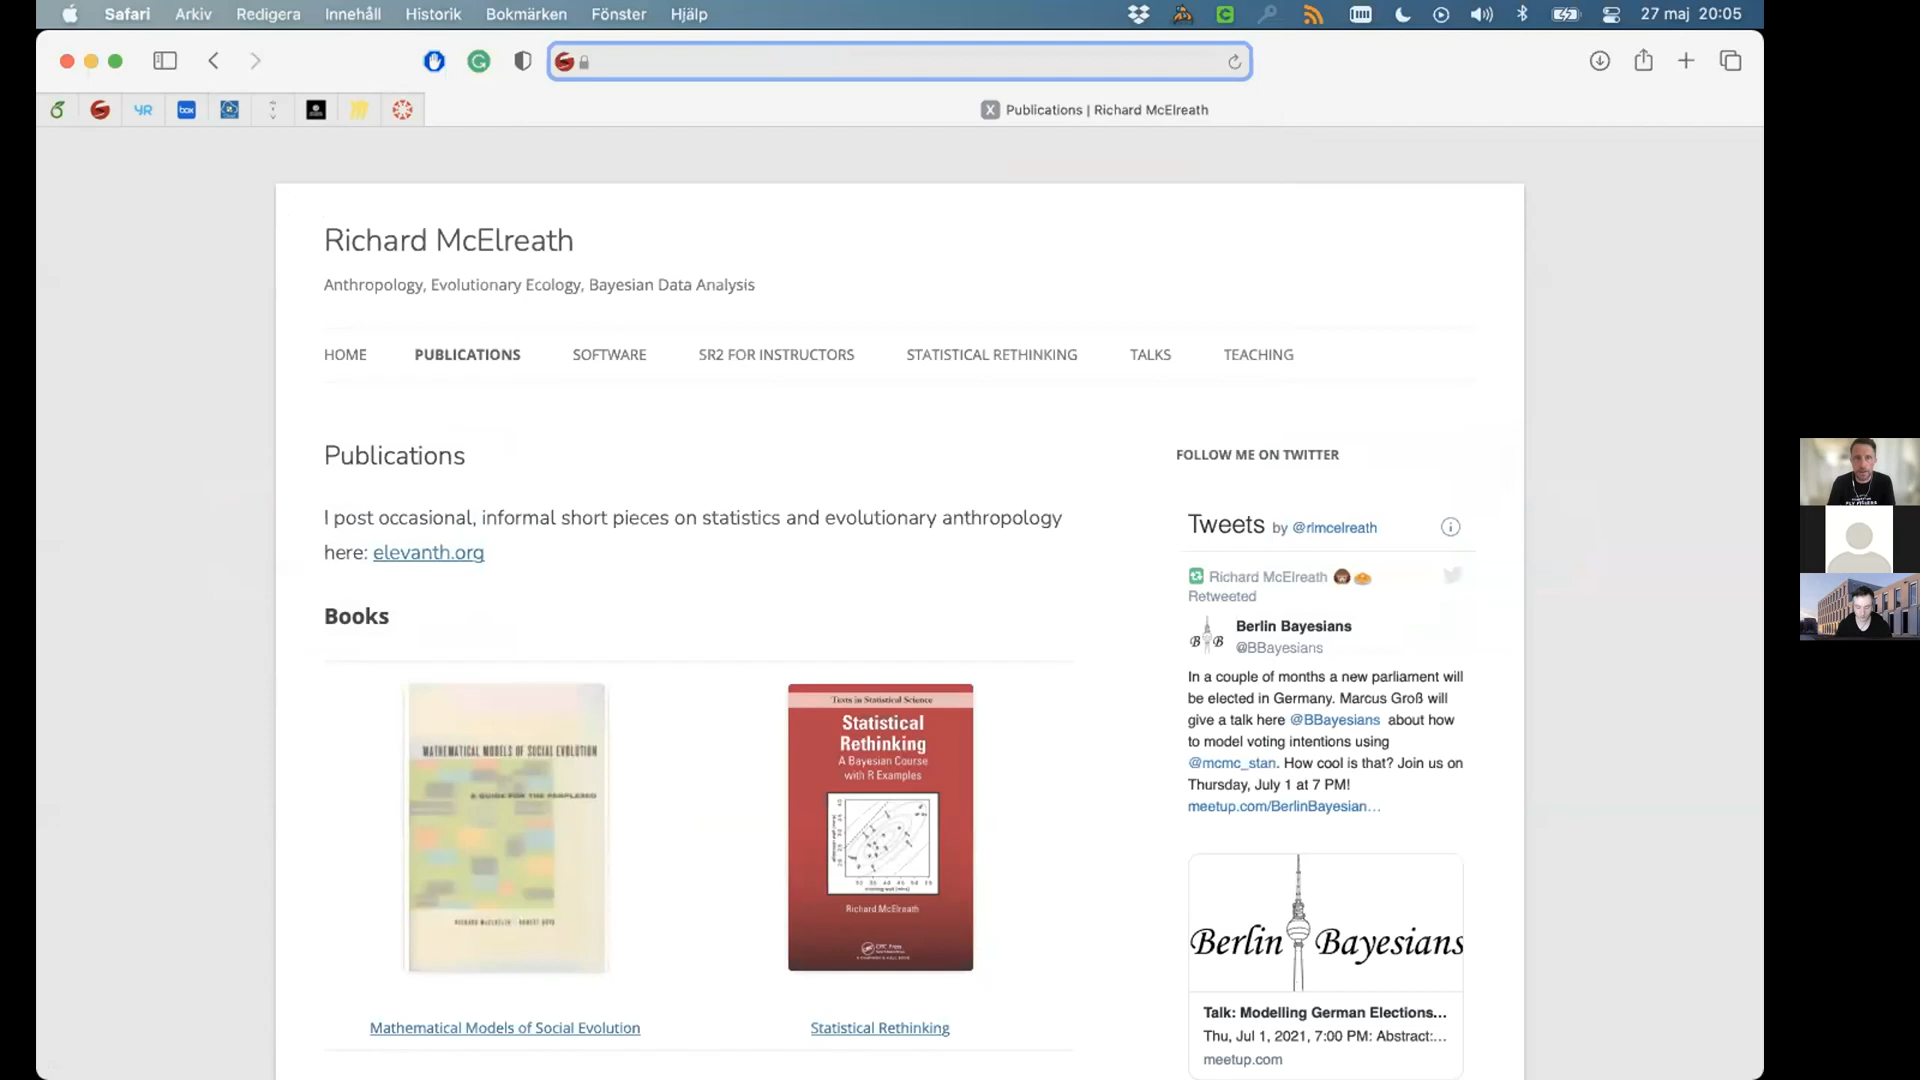 Safari Arkiv Redigera Innehåll Historik Bokmärken Fönster Hjälp 27 maj 20:05
Publications | Richard McElreath
Richard McElreath
Anthropology, Evolutionary Ecology, Bayesian Data Analysis
HOME PUBLICATIONS SOFTWARE SR2 FOR INSTRUCTORS STATISTICAL RETHINKING TALKS TEACHING
Publications
I post occasional, informal short pieces on statistics and evolutionary anthropology
here: elevanth.org
Books
MATHEMATICAL MODELS OF SOCIAL EVOLUTION
A GUIDE FOR THE PERPLEXED
RICHARD McELREATH ROBERT BOYD
Texts in Statistical Science
Statistical
Rethinking
A Bayesian Course
with R Examples
Richard McElreath
CRC Press
Mathematical Models of Social Evolution
Statistical Rethinking
FOLLOW ME ON TWITTER
Tweets by @rlmcelreath
Richard McElreath
Retweeted
Berlin Bayesians
@BBayesians
In a couple of months a new parliament will
be elected in Germany. Marcus Groß will
give a talk here @BBayesians about how
to model voting intentions using
@mcmc_stan. How cool is that? Join us on
Thursday, July 1 at 7 PM!
meetup.com/BerlinBayesian…
Berlin Bayesians
Talk: Modelling German Elections...
Thu, Jul 1, 2021, 7:00 PM: Abstract:...
meetup.com